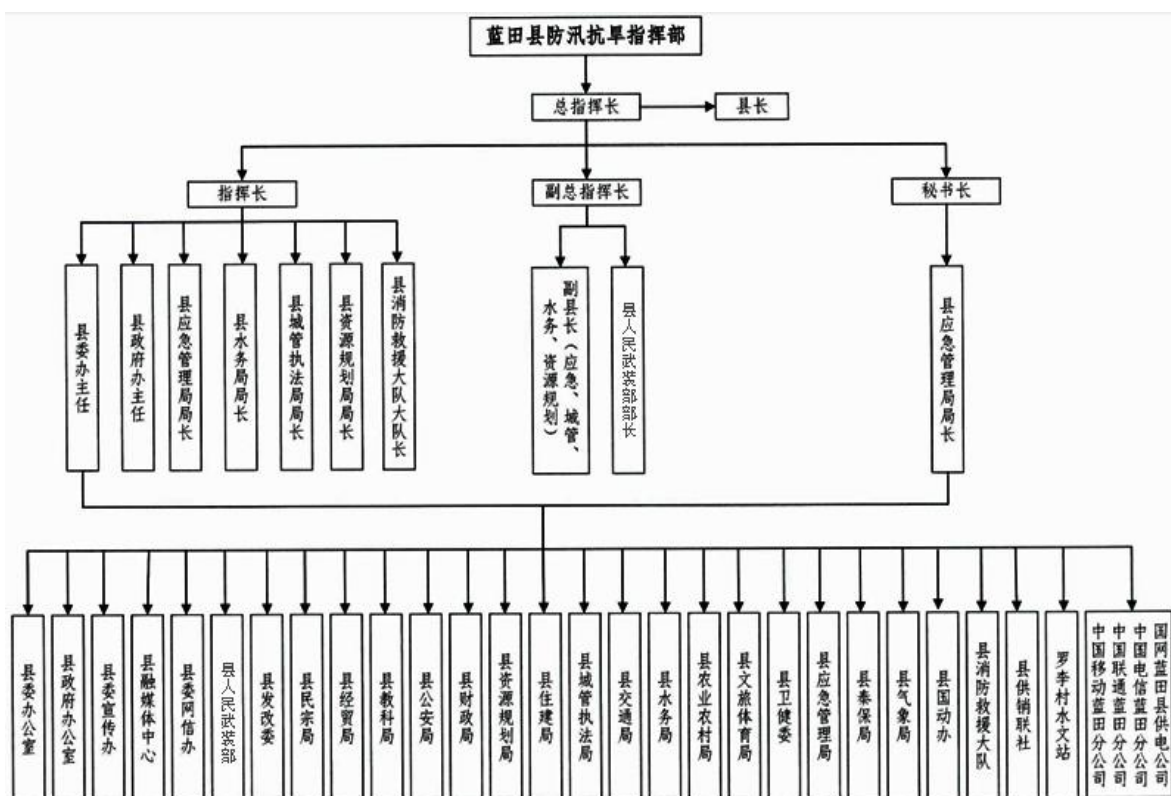 蓝田县防汛抗旱指挥部
总指挥长
县长
指挥长
副总指挥长
秘书长
县委办主任
县政府办主任
县应急管理局局长
县水务局局长
县城管执法局局长
县资源规划局局长
县消防救援大队大队长
副县长（应急、城管、
水务、资源规划）
县人民武装部部长
县应急管理局局长
县委办公室
县政府办公室
县委宣传办
县融媒体中心
县委网信办
县人民武装部
县发改委
县民宗局
县经贸局
县教科局
县公安局
县财政局
县资源规划局
县住建局
县城管执法局
县交通局
县水务局
县农业农村局
县文旅体育局
县卫健委
县应急管理局
县秦保局
县气象局
县国动办
县消防救援大队
县供销联社
罗李村水文站
国网蓝田县供电公司
中国电信蓝田分公司
中国联通蓝田分公司
中国移动蓝田分公司